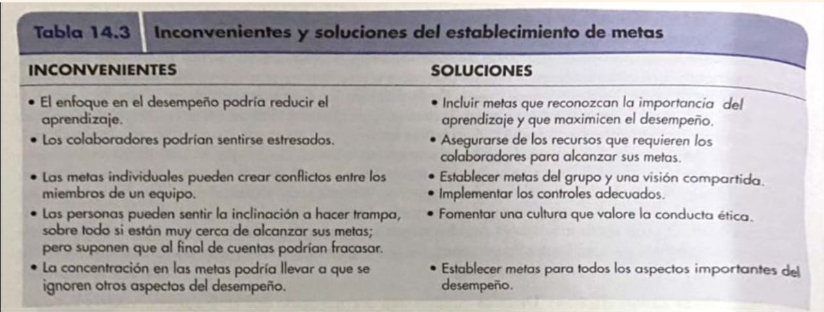 Tabla 14.3 Inconvenientes y soluciones del establecimiento de metas
INCONVENIENTES
• El enfoque en el desempeño podría reducir el
aprendizaje.
• Los colaboradores podrían sentirse estresados.
• Las metas individuales pueden crear conflictos entre los
miembros de un equipo.
• Las personas pueden sentir la inclinación a hacer trampa,
sobre todo si están muy cerca de alcanzar sus metas;
pero suponen que al final de cuentas podrían fracasar.
• La concentración en las metas podría llevar a que se
ignoren otros aspectos del desempeño.
SOLUCIONES
• Incluir metas que reconozcan la importancia del
aprendizaje y que maximicen el desempeño.
• Asegurarse de los recursos que requieren los
colaboradores para alcanzar sus metas.
• Establecer metas del grupo y una visión compartida.
• Implementar los controles adecuados.
• Fomentar una cultura que valore la conducta ética.
• Establecer metas para todos los aspectos importantes del
desempeño.